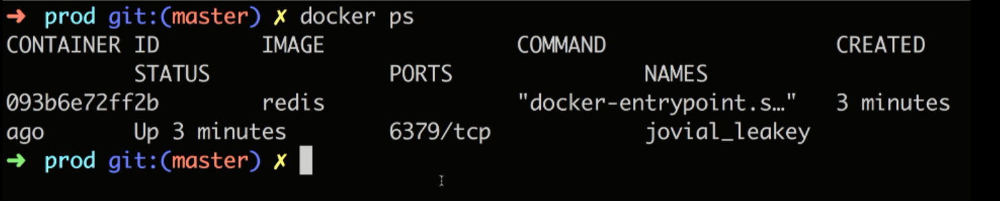 ➜ prod git:(master) ✗ docker ps
CONTAINER ID        IMAGE               COMMAND                  CREATED
          STATUS              PORTS               NAMES
093b6e72ff2b        redis               "docker-entrypoint.s…"   3 minutes
ago       Up 3 minutes        6379/tcp            jovial_leakey
➜ prod git:(master) ✗